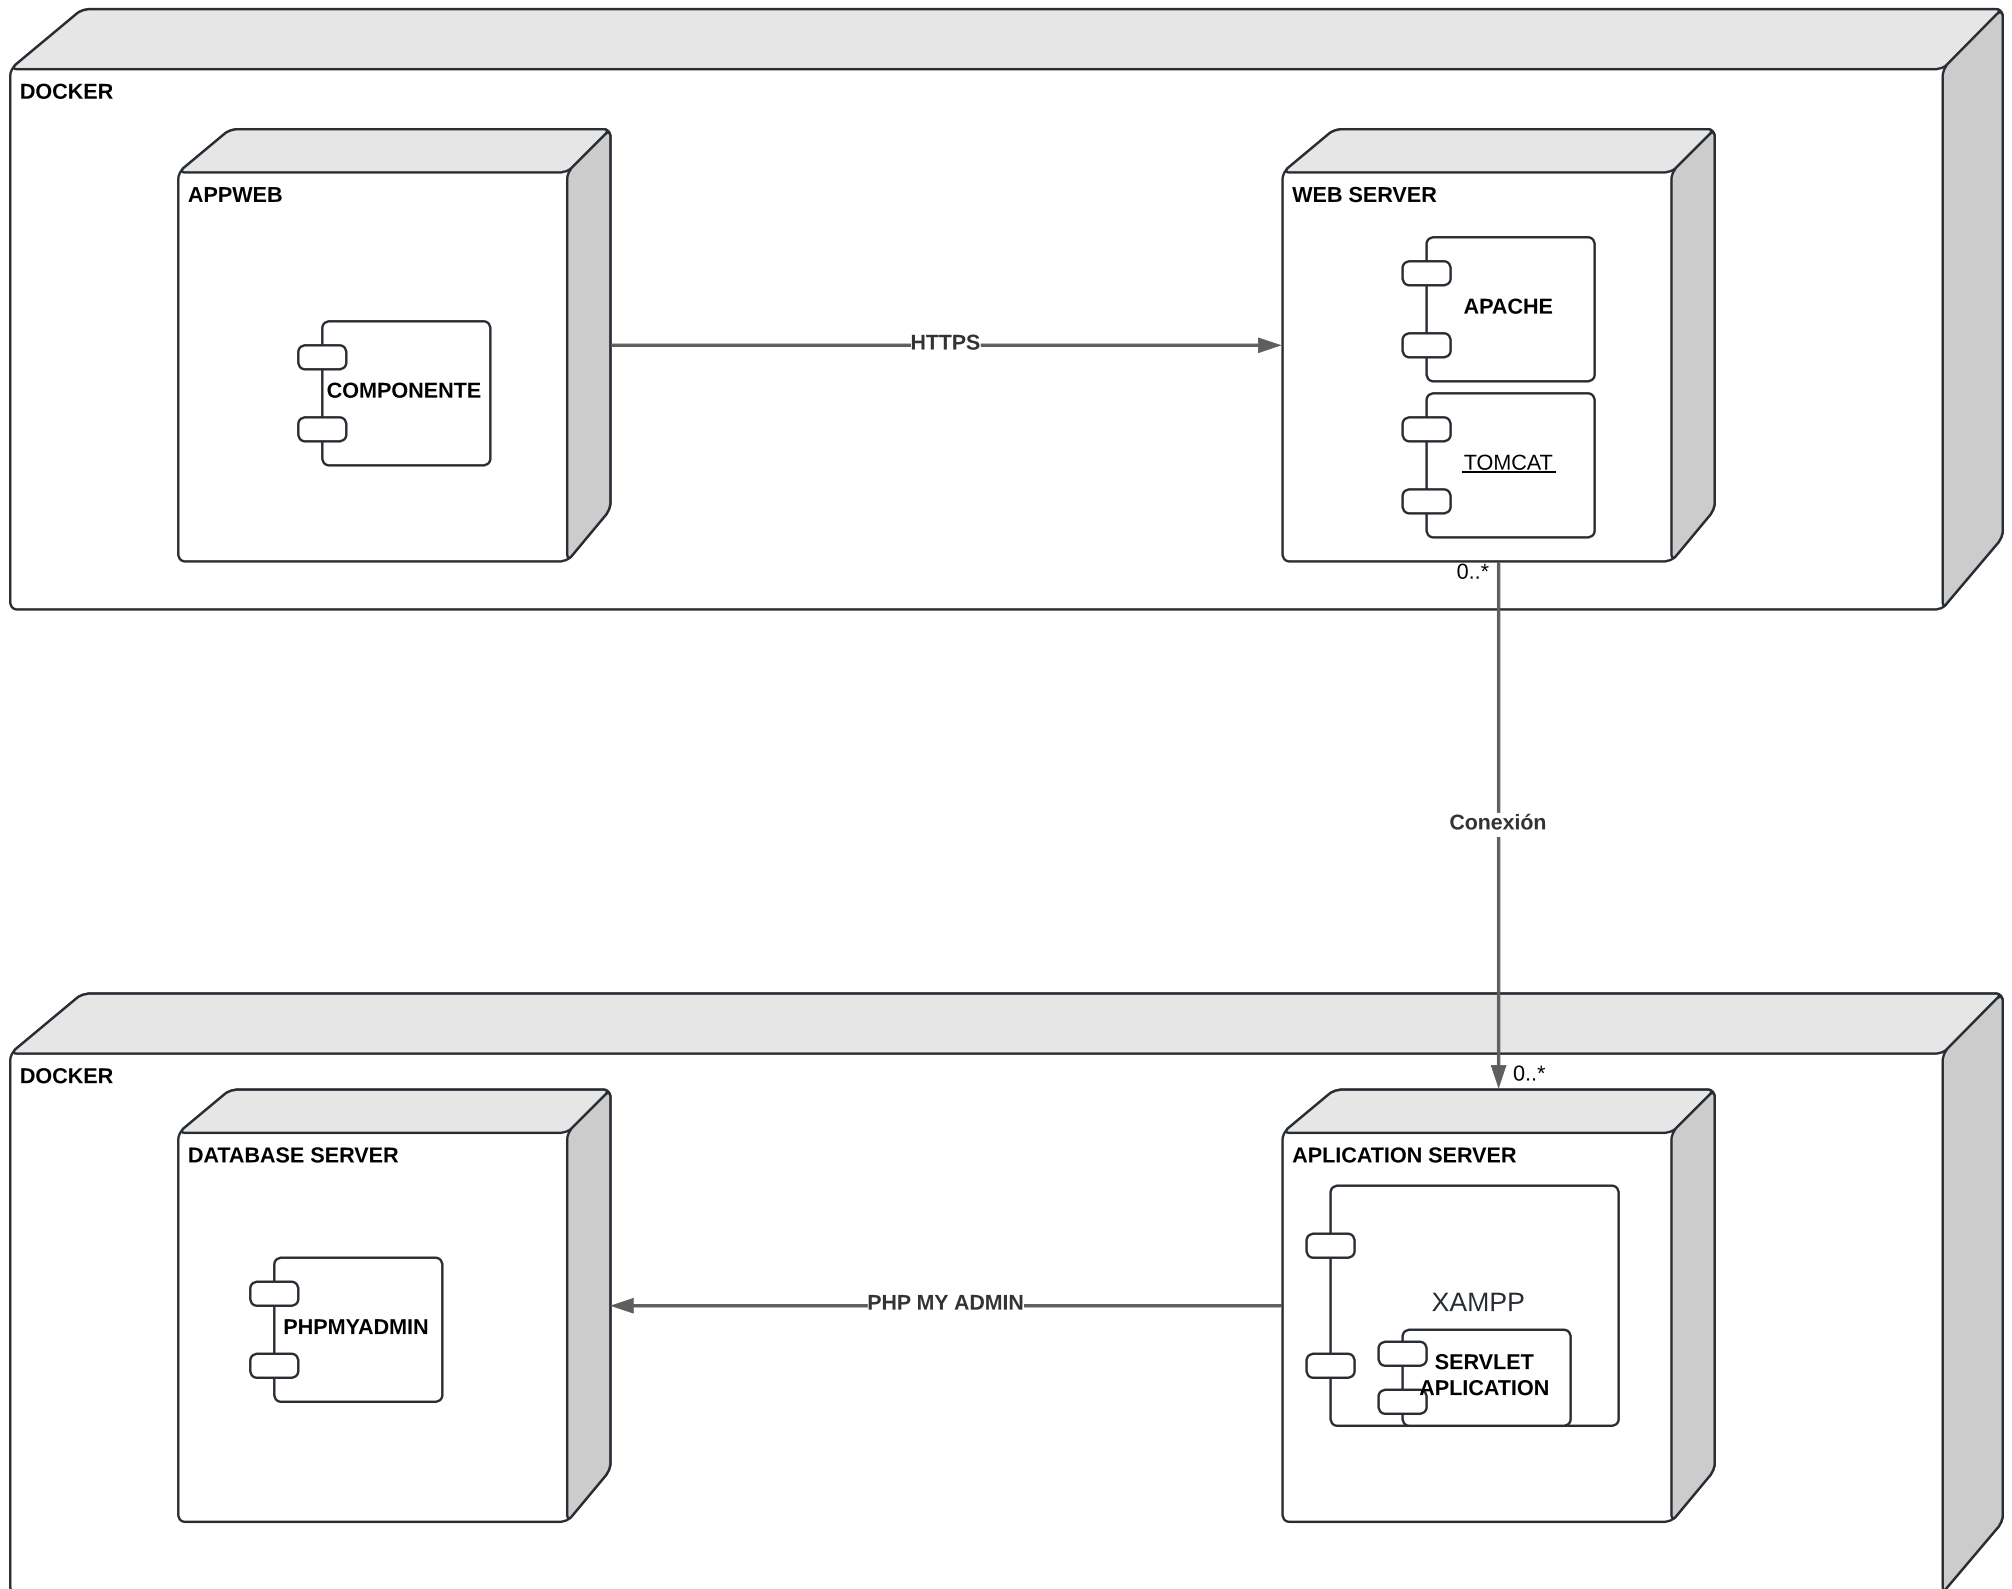 DOCKER
APPWEB
COMPONENTE
HTTPS
WEB SERVER
APACHE
TOMCAT
0..*
Conexión
0..*
DOCKER
DATABASE SERVER
PHPMYADMIN
PHP MY ADMIN
APLICATION SERVER
XAMPP
SERVLET
APLICATION